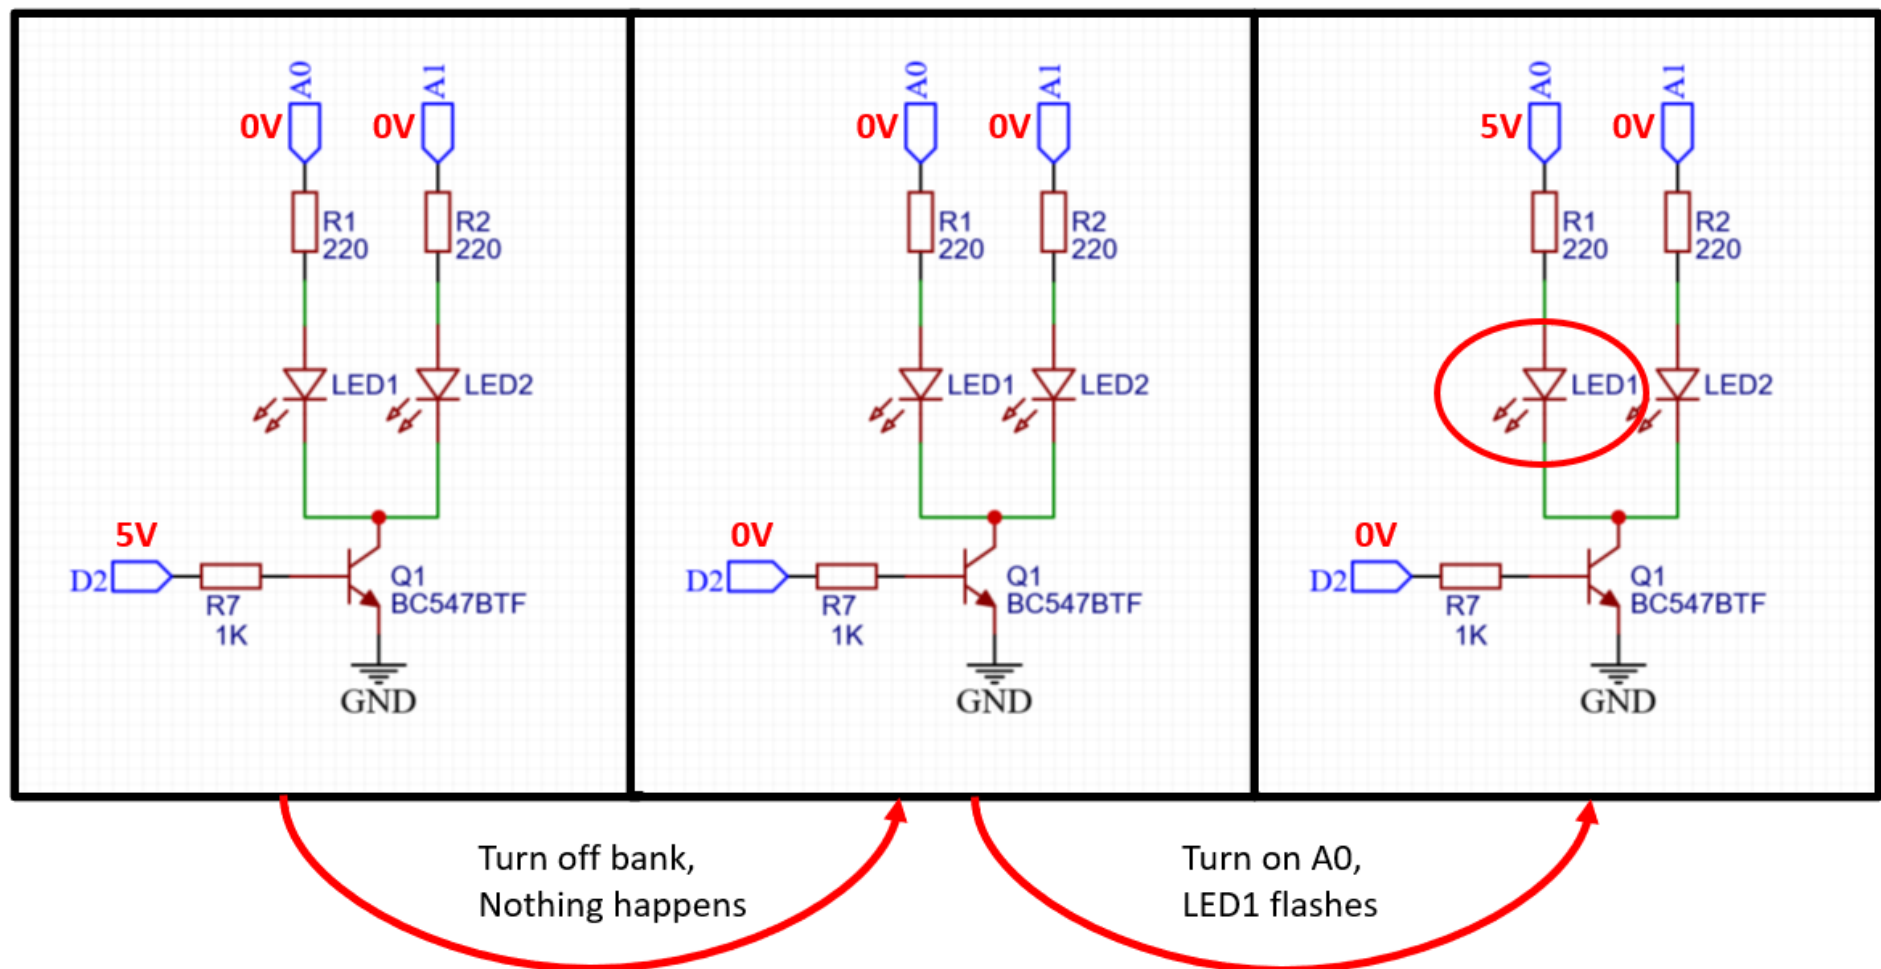 A0
A1
0V
0V
R1
220
R2
220
LED1
LED2
5V
D2
R7
1K
Q1
BC547BTF
GND
A0
A1
0V
0V
R1
220
R2
220
LED1
LED2
0V
D2
R7
1K
Q1
BC547BTF
GND
A0
A1
5V
0V
R1
220
R2
220
LED1
LED2
0V
D2
R7
1K
Q1
BC547BTF
GND
Turn off bank,
Nothing happens
Turn on A0,
LED1 flashes